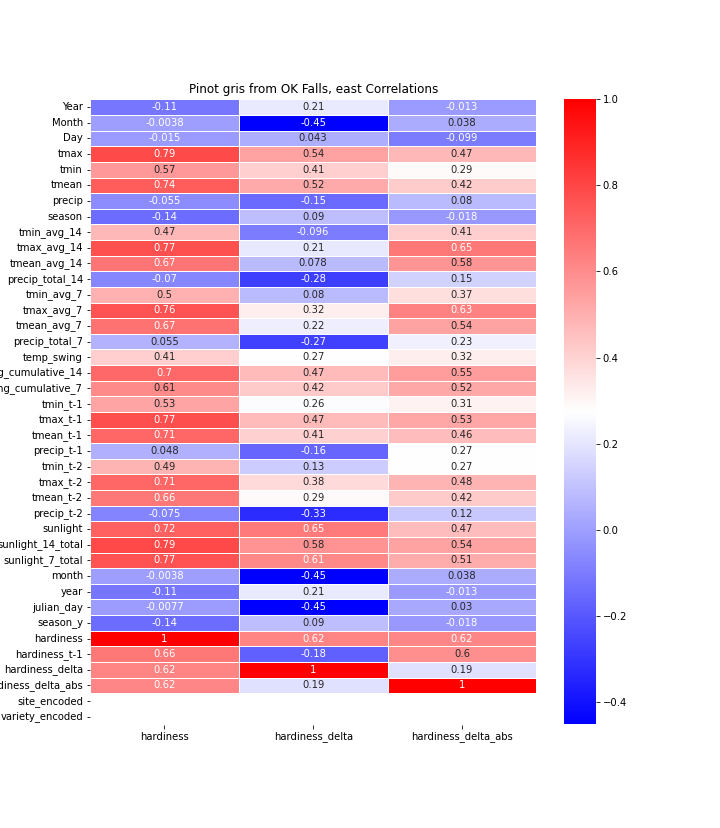 Pinot gris from OK Falls, east Correlations
Year -0.11 0.21 -0.013
Month -0.0038 -0.45 0.038
Day -0.015 0.043 -0.099
tmax 0.79 0.54 0.47
tmin 0.57 0.41 0.29
tmean 0.74 0.52 0.42
precip -0.055 -0.15 0.08
season -0.14 0.09 -0.018
tmin_avg_14 0.47 -0.096 0.41
tmax_avg_14 0.77 0.21 0.65
tmean_avg_14 0.67 0.078 0.58
precip_total_14 -0.07 -0.28 0.15
tmin_avg_7 0.5 0.08 0.37
tmax_avg_7 0.76 0.32 0.63
tmean_avg_7 0.67 0.22 0.54
precip_total_7 0.055 -0.27 0.23
temp_swing 0.41 0.27 0.32
g_cumulative_14 0.7 0.47 0.55
ng_cumulative_7 0.61 0.42 0.52
tmin_t-1 0.53 0.26 0.31
tmax_t-1 0.77 0.47 0.53
tmean_t-1 0.71 0.41 0.46
precip_t-1 0.048 -0.16 0.27
tmin_t-2 0.49 0.13 0.27
tmax_t-2 0.71 0.38 0.48
tmean_t-2 0.66 0.29 0.42
precip_t-2 -0.075 -0.33 0.12
sunlight 0.72 0.65 0.47
sunlight_14_total 0.79 0.58 0.54
sunlight_7_total 0.77 0.61 0.51
month -0.0038 -0.45 0.038
year -0.11 0.21 -0.013
julian_day -0.0077 -0.45 0.03
season_y -0.14 0.09 -0.018
hardiness 1 0.62 0.62
hardiness_t-1 0.66 -0.18 0.6
hardiness_delta 0.62 1 0.19
diness_delta_abs 0.62 0.19 1
site_encoded
variety_encoded
hardiness hardiness_delta hardiness_delta_abs
1.0
0.8
0.6
0.4
0.2
0.0
−0.2
−0.4